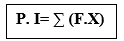 P. I= ∑ (F.X)